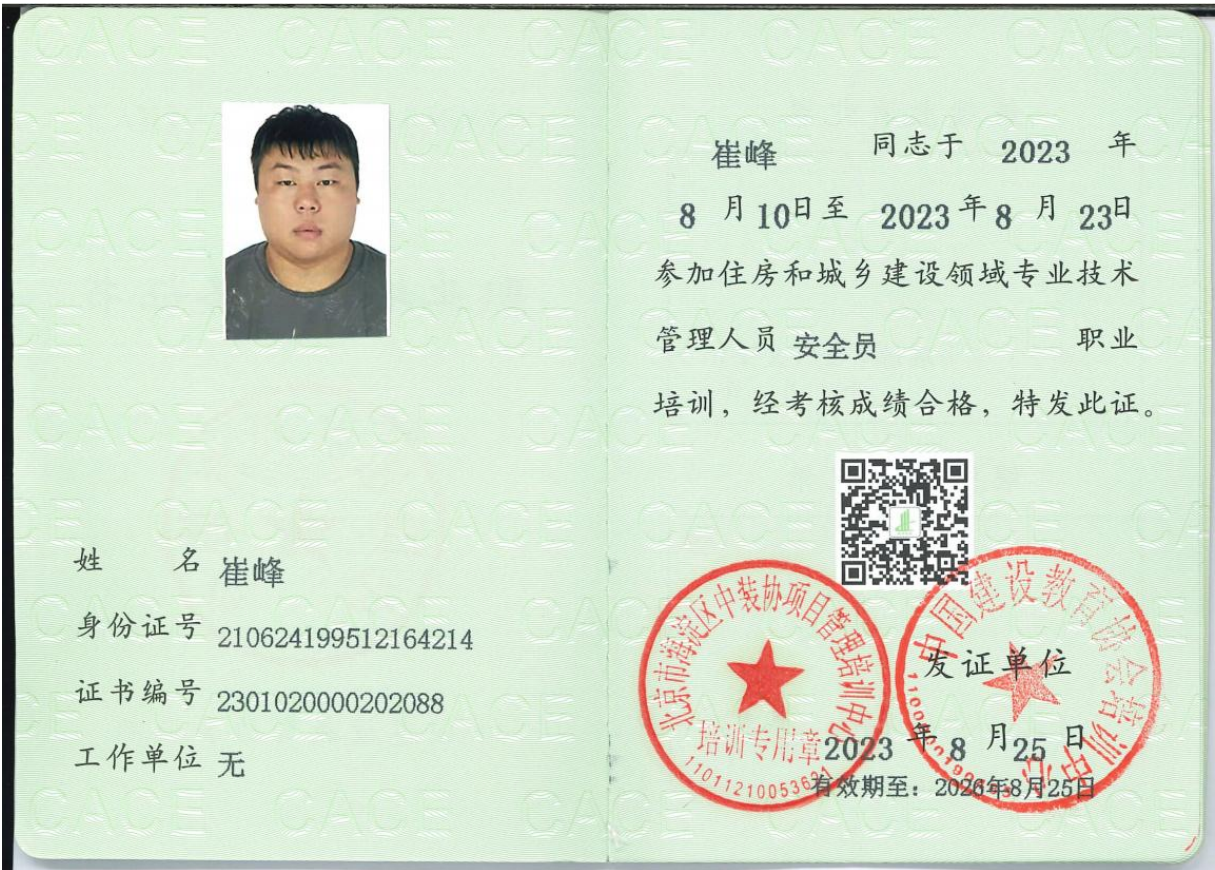 姓 名 崔峰
身份证号 210624199512164214
证书编号 2301020000202088
工作单位 无
崔峰 同志于 2023 年
8 月 10日至 2023 年 8 月 23日
参加住房和城乡建设领域专业技术
管理人员 安全员 职业
培训，经考核成绩合格，特发此证。
北京市海淀区中装协项目管理培训中心
培训专用章
中国建设教育协会培训中心
发证单位
2023 年 8 月 25 日
有效期至：2026年8月25日
CACE